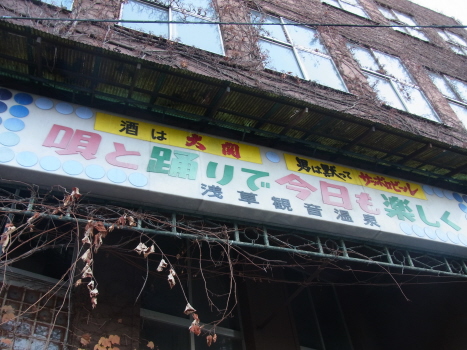 酒は大関
男は黙ってサッポロビール
唄と踊りで今日も楽しく
浅草観音温泉